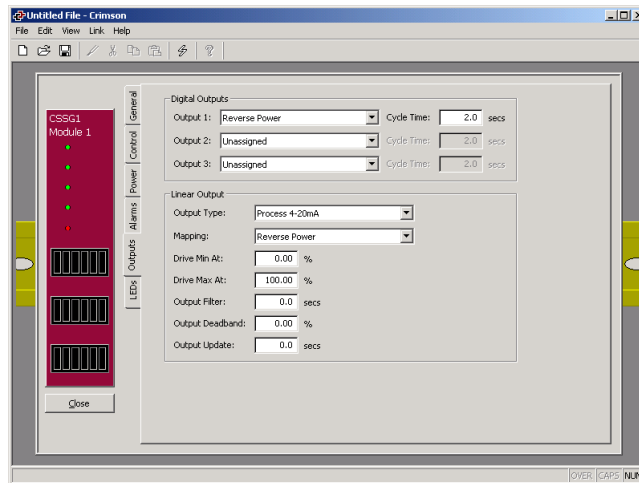 Untitled File - Crimson
File Edit View Link Help
CSSG1
Module 1
Close
General
Control
Power
Alarms
Outputs
LEDs
Digital Outputs
Output 1: Reverse Power Cycle Time: 2.0 secs
Output 2: Unassigned Cycle Time: 2.0 secs
Output 3: Unassigned Cycle Time: 2.0 secs
Linear Output
Output Type: Process 4-20mA
Mapping: Reverse Power
Drive Min At: 0.00 %
Drive Max At: 100.00 %
Output Filter: 0.0 secs
Output Deadband: 0.00 %
Output Update: 0.0 secs
OVER CAPS NUM